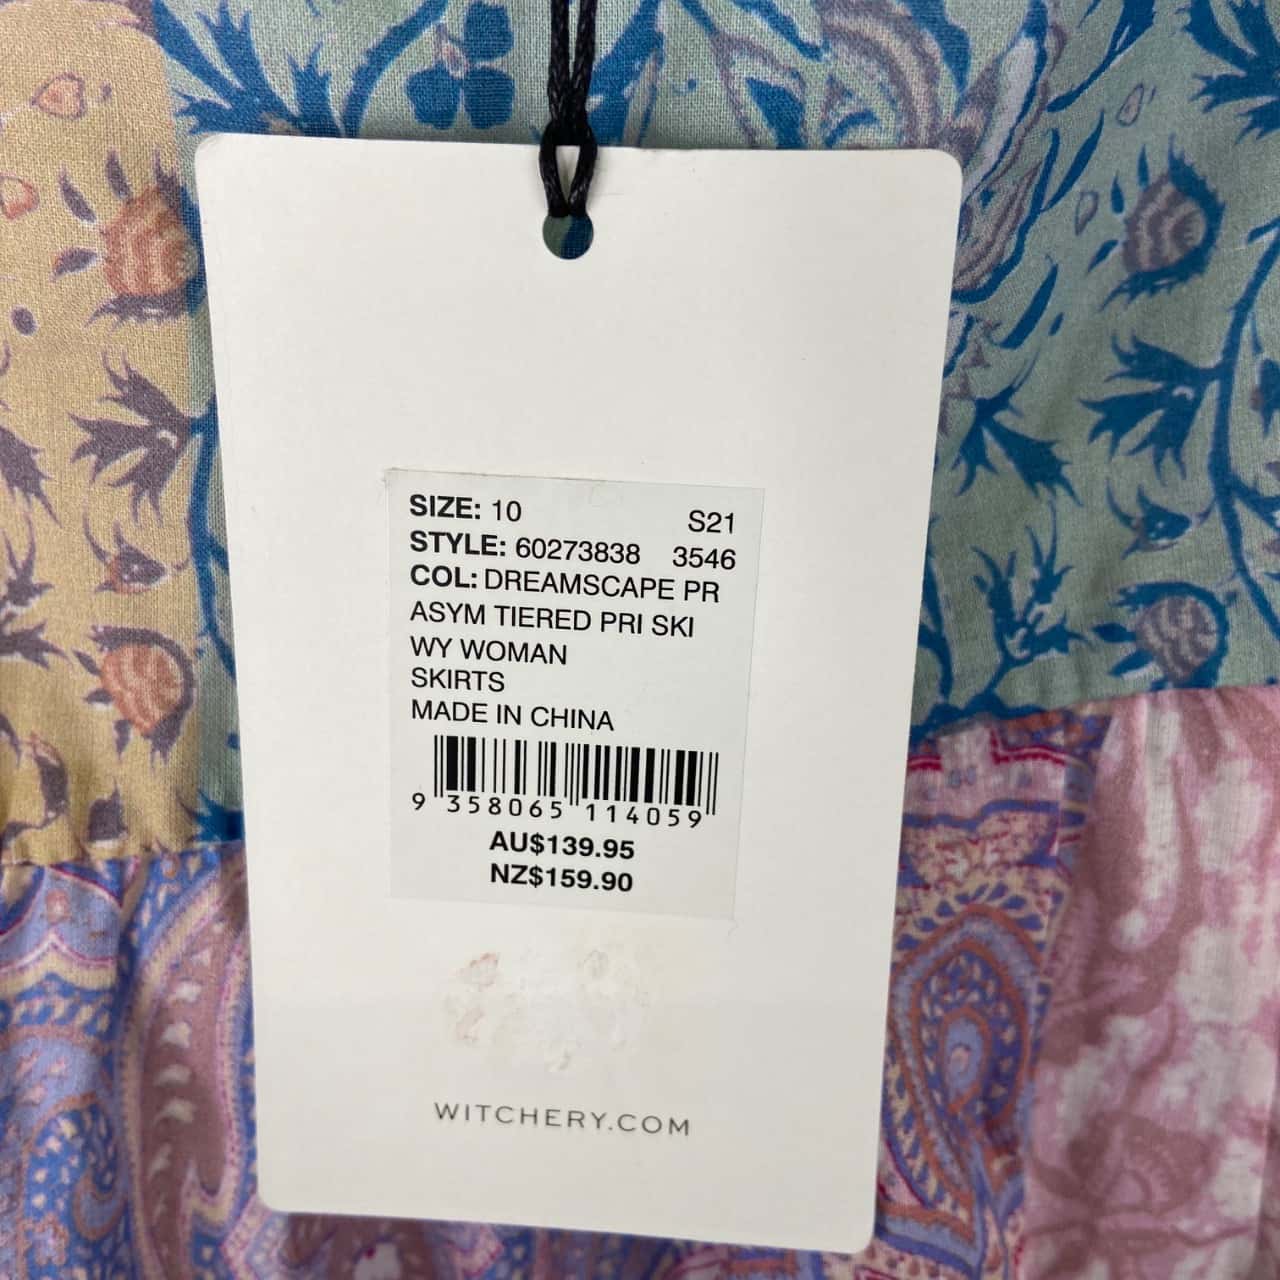 SIZE: 10 S21
STYLE: 60273838 3546
COL: DREAMSCAPE PR
ASYM TIERED PRI SKI
WY WOMAN
SKIRTS
MADE IN CHINA
9 358065 114059
AU$139.95
NZ$159.90
WITCHERY.COM